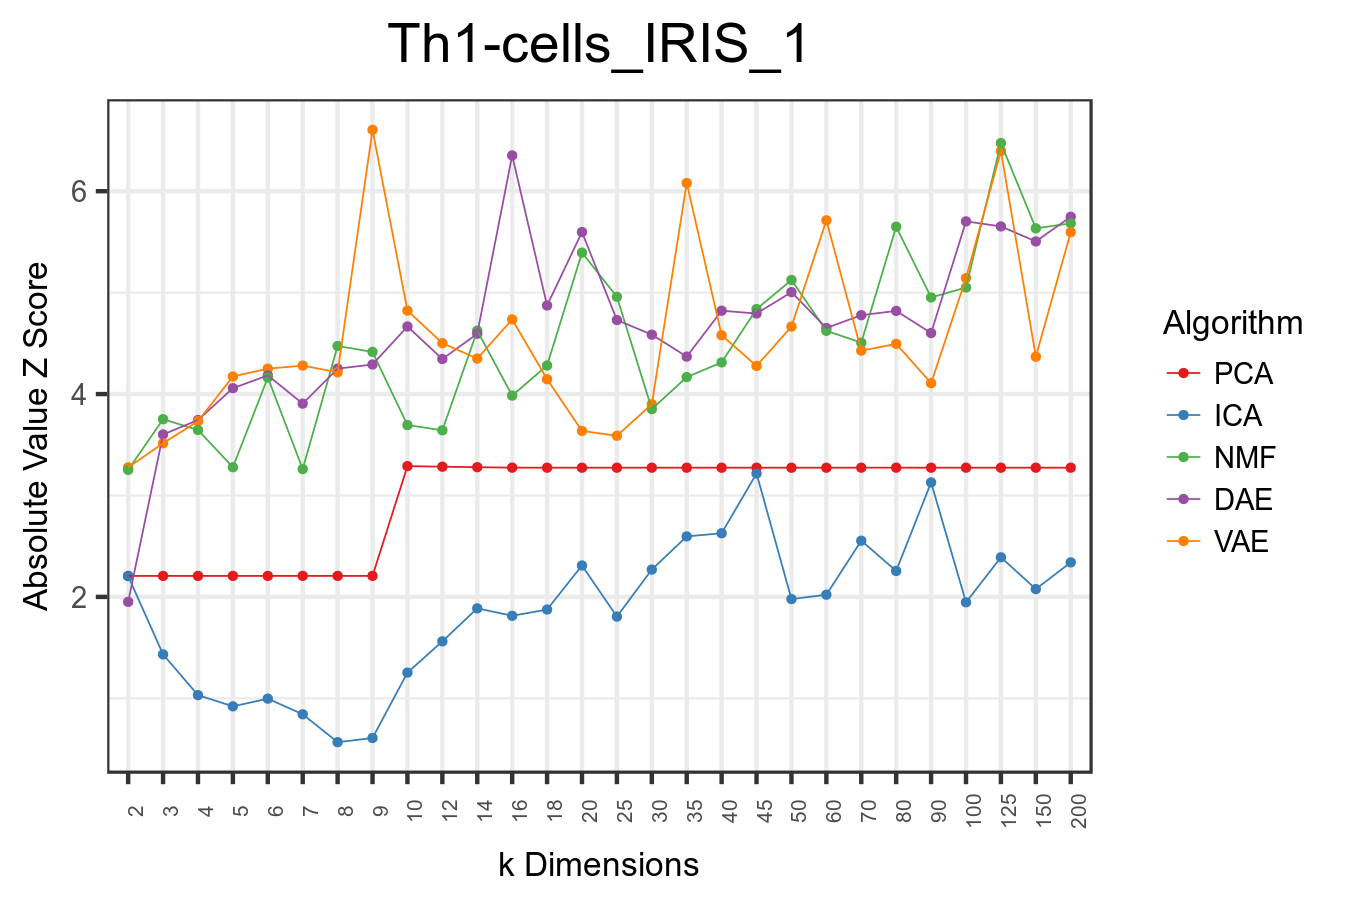 Th1-cells_IRIS_1
Absolute Value Z Score
6
4
2
2 3 4 5 6 7 8 9 10 12 14 16 18 20 25 30 35 40 45 50 60 70 80 90 100 125 150 200
k Dimensions
Algorithm
PCA
ICA
NMF
DAE
VAE